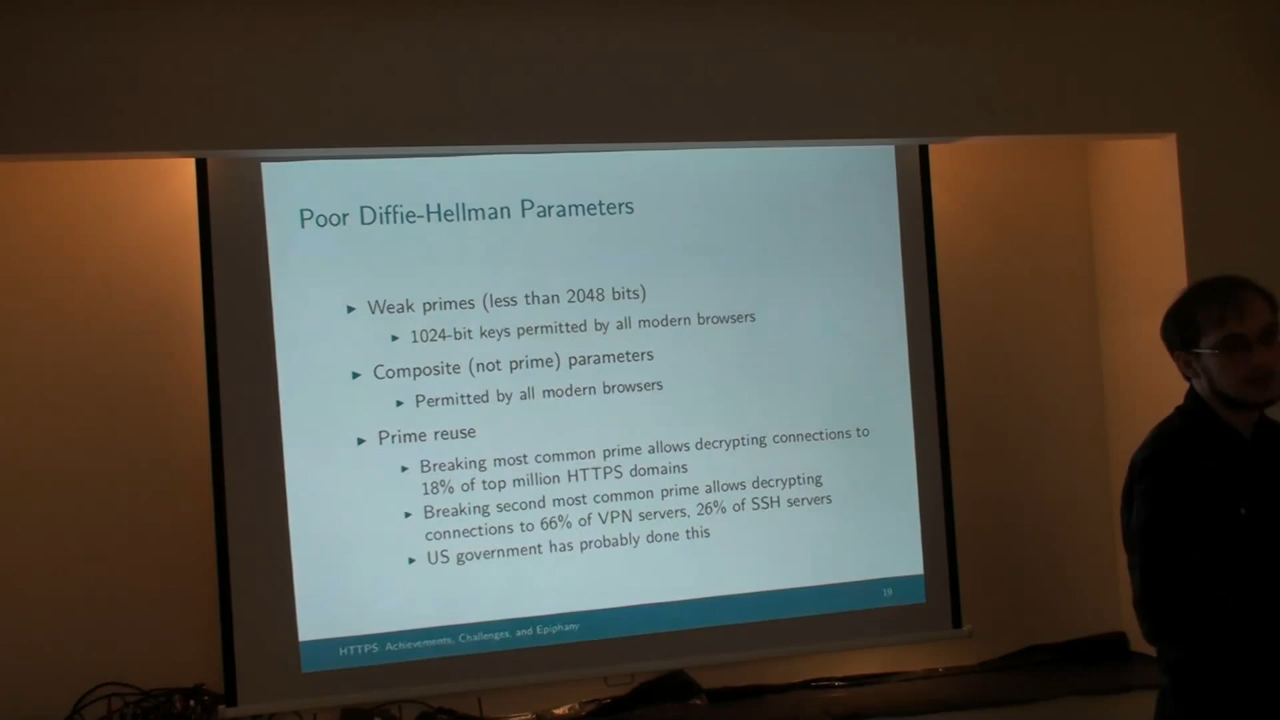 Poor Diffie-Hellman Parameters
▶ Weak primes (less than 2048 bits)
▶ 1024-bit keys permitted by all modern browsers
▶ Composite (not prime) parameters
▶ Permitted by all modern browsers
▶ Prime reuse
▶ Breaking most common prime allows decrypting connections to
18% of top million HTTPS domains
▶ Breaking second most common prime allows decrypting
connections to 66% of VPN servers, 26% of SSH servers
▶ US government has probably done this
19
HTTPS: Achievements, Challenges, and Epiphany